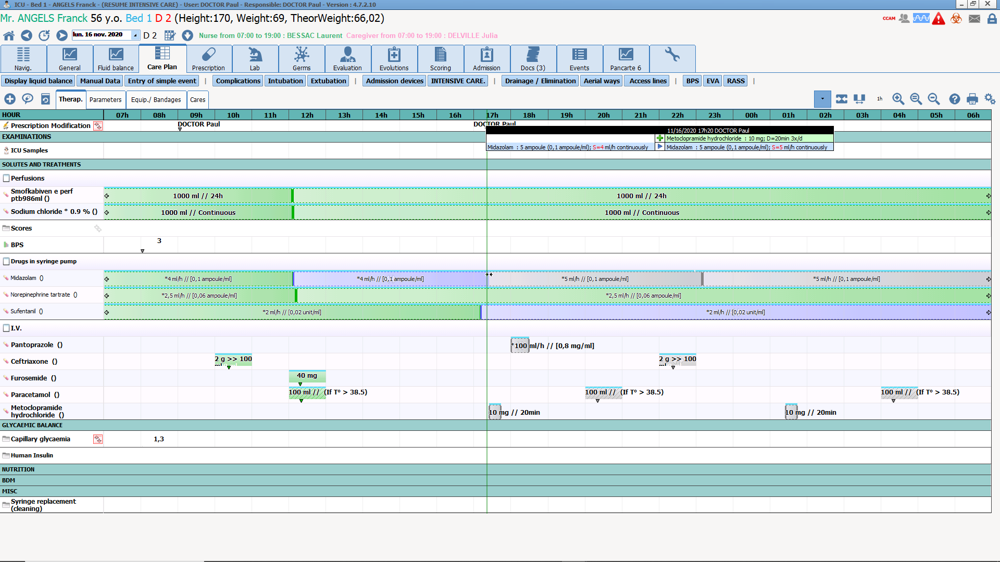 ICU - Bed 1 - ANGELS Franck - (RESUME INTENSIVE CARE) - User: DOCTOR Paul - Responsible: DOCTOR Paul - Version : 4.7.2.10
Mr. ANGELS Franck 56 y.o. Bed 1 D 2 (Height:170, Weight:69, TheorWeight:66,02)
CCAM
lun. 16 nov. 2020 D 2 Nurse from 07:00 to 19:00 : BESSAC Laurent Caregiver from 07:00 to 19:00 : DELVILLE Julia
Navig. General Fluid balance Care Plan Prescription Lab Germs Evaluation Evolutions Scoring Admission Docs (3) Events Pancarte 6
Display liquid balance Manual Data Entry of simple event | Complications Intubation Extubation | Admission devices INTENSIVE CARE. | Drainage / Elimination Aerial ways Access lines | BPS EVA RASS |
Therap. Parameters Equip./ Bandages Cares 1h
HOUR 07h 08h 09h 10h 11h 12h 13h 14h 15h 16h 17h 18h 19h 20h 21h 22h 23h 00h 01h 02h 03h 04h 05h 06h
Prescription Modification DOCTOR Paul DOCTOR Paul
11/16/2020 17h20 DOCTOR Paul
EXAMINATIONS
Metoclopramide hydrochloride : 10 mg; D=20min 3x/d
Midazolam : 5 ampoule (0,1 ampoule/ml); S=4 ml/h continuously Midazolam : 5 ampoule (0,1 ampoule/ml); S=5 ml/h continuously
ICU Samples
SOLUTES AND TREATMENTS
Perfusions
Smofkabiven e perf
ptb986ml () 1000 ml // 24h 1000 ml // 24h
Sodium chloride * 0.9 % () 1000 ml // Continuous 1000 ml // Continuous
Scores
BPS 3
Drugs in syringe pump
Midazolam () *4 ml/h // [0,1 ampoule/ml] *4 ml/h // [0,1 ampoule/ml] *5 ml/h // [0,1 ampoule/ml] *5 ml/h // [0,1 ampoule/ml]
Norepinephrine tartrate () *2,5 ml/h // [0,06 ampoule/ml] *2,5 ml/h // [0,06 ampoule/ml]
Sufentanil () *2 ml/h // [0,02 unit/ml] *2 ml/h // [0,02 unit/ml]
I.V.
Pantoprazole () *100 ml/h // [0,8 mg/ml]
Ceftriaxone () 2 g >> 100 2 g >> 100
Furosemide () 40 mg
Paracetamol () 100 ml // (If T° > 38.5) 100 ml // (If T° > 38.5) 100 ml // (If T° > 38.5)
Metoclopramide
hydrochloride () 10 mg // 20min 10 mg // 20min
GLYCAEMIC BALANCE
Capillary glycaemia 1,3
Human Insulin
NUTRITION
BDM
MISC
Syringe replacement
(cleaning)